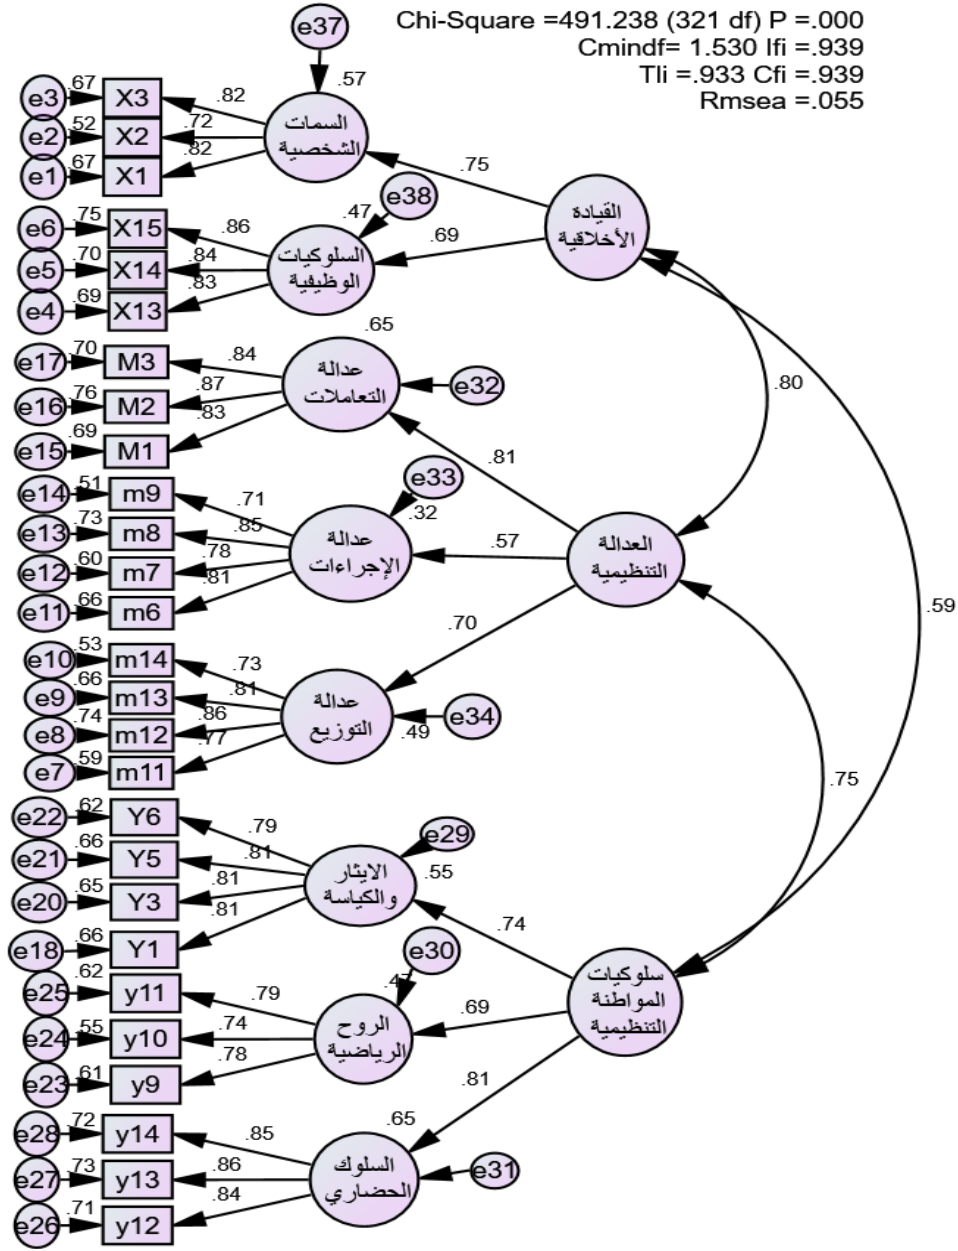 Chi-Square =491.238 (321 df) P =.000
Cmindf= 1.530 Ifi =.939
Tli =.933 Cfi =.939
Rmsea =.055
e37
.57
e3 .67 X3 .82
e2 .52 X2 .72
e1 .67 X1 .82
السمات
الشخصية
.75
القيادة
الأخلاقية
e38
.47
e6 .75 X15 .86
e5 .70 X14 .84
e4 .69 X13 .83
السلوكيات
الوظيفية
.69
.65
e17 .70 M3 .84
e16 .76 M2 .87
e15 .69 M1 .83
عدالة
التعاملات
e32
.80
.81
e33
.32
e14 .51 m9 .71
e13 .73 m8 .85
e12 .60 m7 .78
e11 .66 m6 .81
عدالة
الإجراءات
.57
العدالة
التنظيمية
.59
.70
e10 .53 m14 .73
e9 .66 m13 .81
e8 .74 m12 .86
e7 .59 m11 .77
عدالة
التوزيع
e34
.49
.75
e22 .62 Y6 .79
e21 .66 Y5 .81
e20 .65 Y3 .81
e18 .66 Y1 .81
الايثار
والكياسة
e29
.55
.74
e30
.47
e25 .62 y11 .79
e24 .55 y10 .74
e23 .61 y9 .78
الروح
الرياضية
.69
سلوكيات
المواطنة
التنظيمية
.81
.65
e28 .72 y14 .85
e27 .73 y13 .86
e26 .71 y12 .84
السلوك
الحضاري
e31